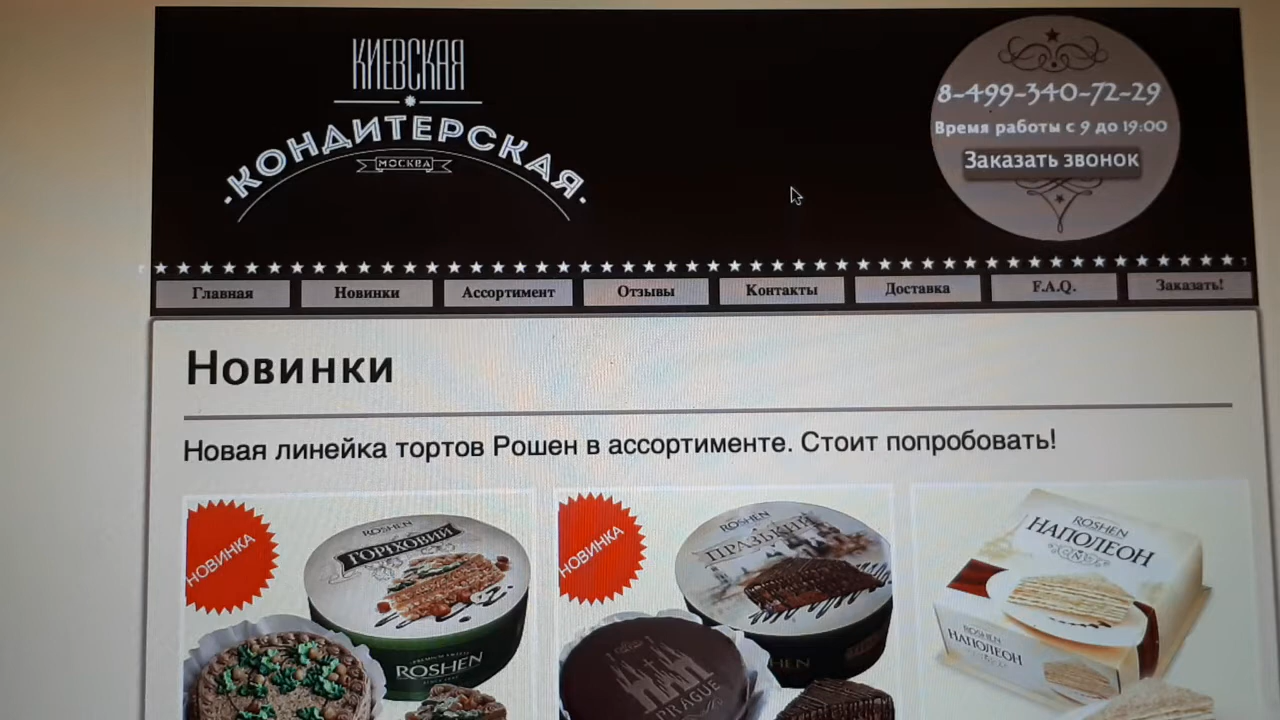 КИЕВСКАЯ
·КОНДИТЕРСКАЯ·
МОСКВА
8-499-340-72-29
Время работы с 9 до 19:00
Заказать звонок
Главная
Новинки
Ассортимент
Отзывы
Контакты
Доставка
F.A.Q.
Заказать!
Новинки
Новая линейка тортов Рошен в ассортименте. Стоит попробовать!
НОВИНКА
ROSHEN
ГОРІХОВИЙ
ROSHEN
НОВИНКА
ROSHEN
ПРАЗЬКИЙ
PRAGUE
ROSHEN
НАПОЛЕОН
ROSHEN
НАПОЛЕОН